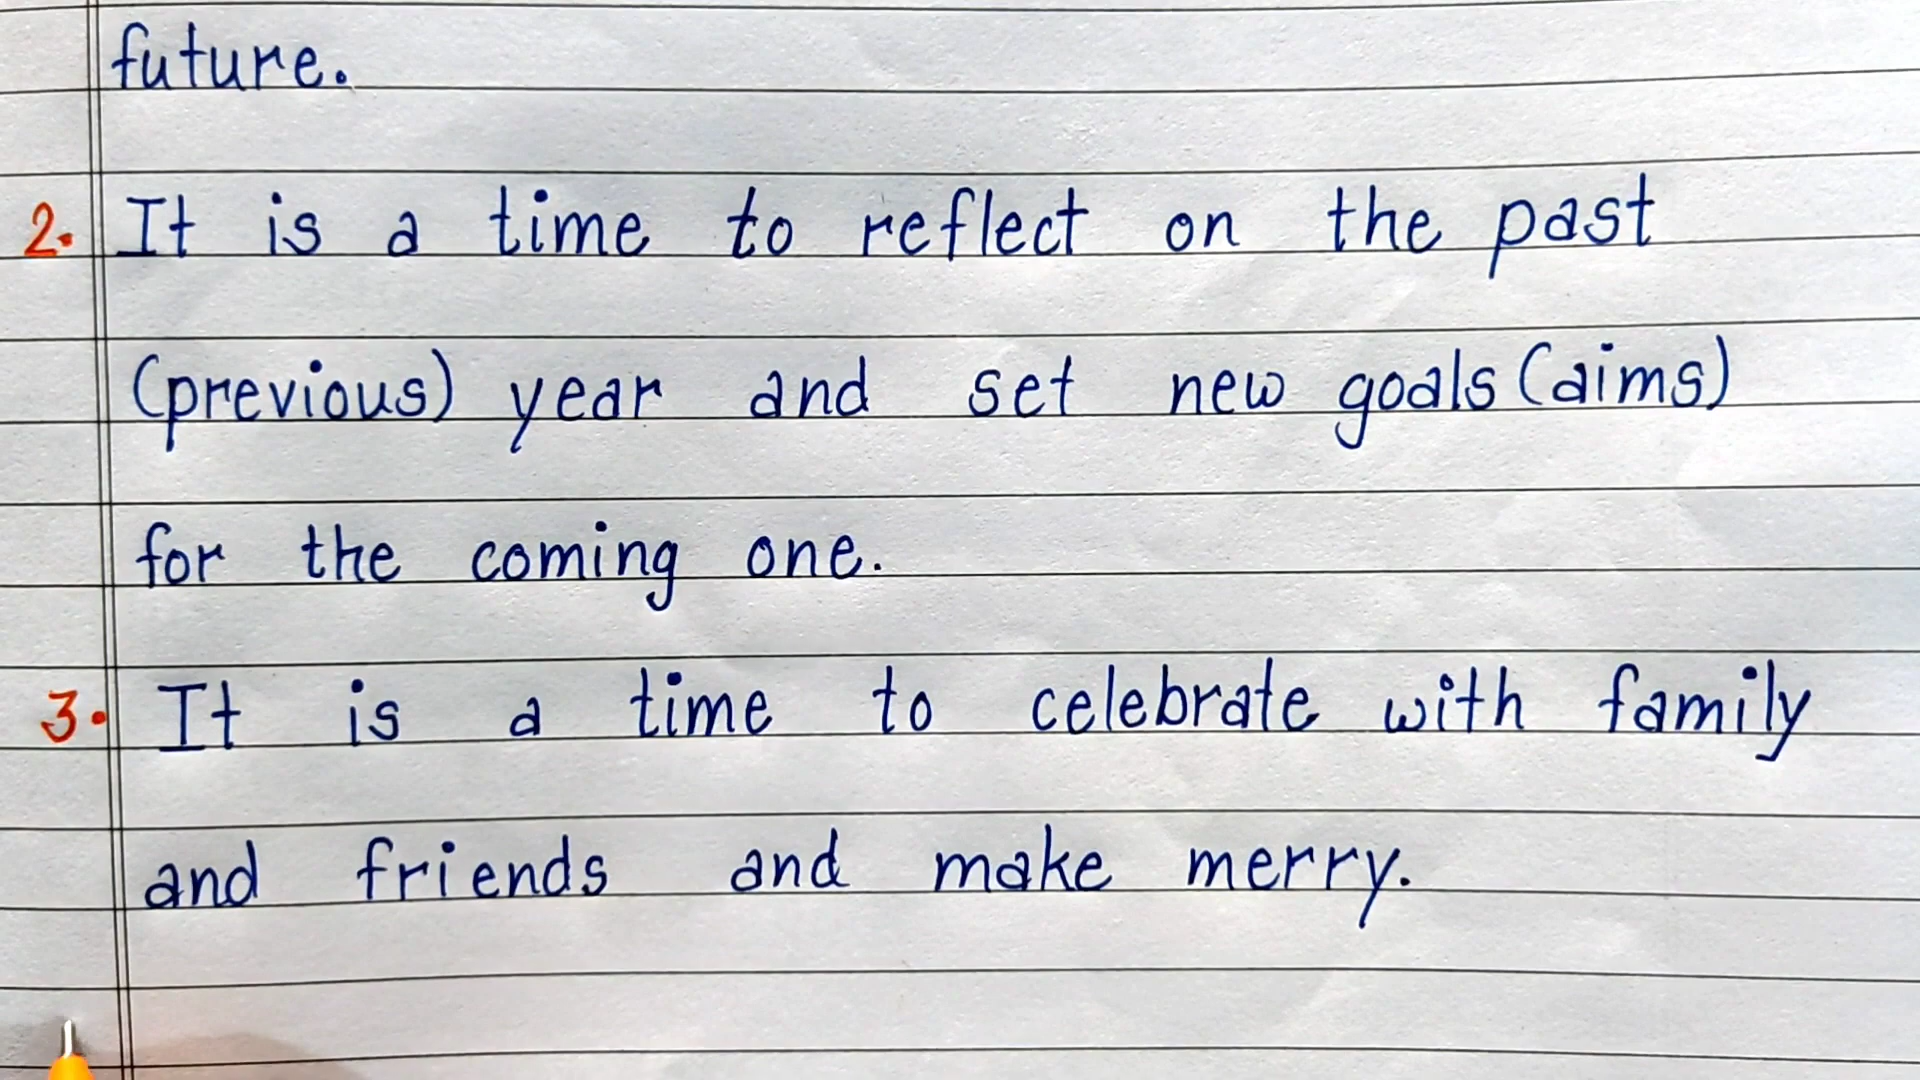 future.
2. It is a time to reflect on the past
(previous) year and set new goals (aims)
for the coming one.
3. It is a time to celebrate with family
and friends and make merry.